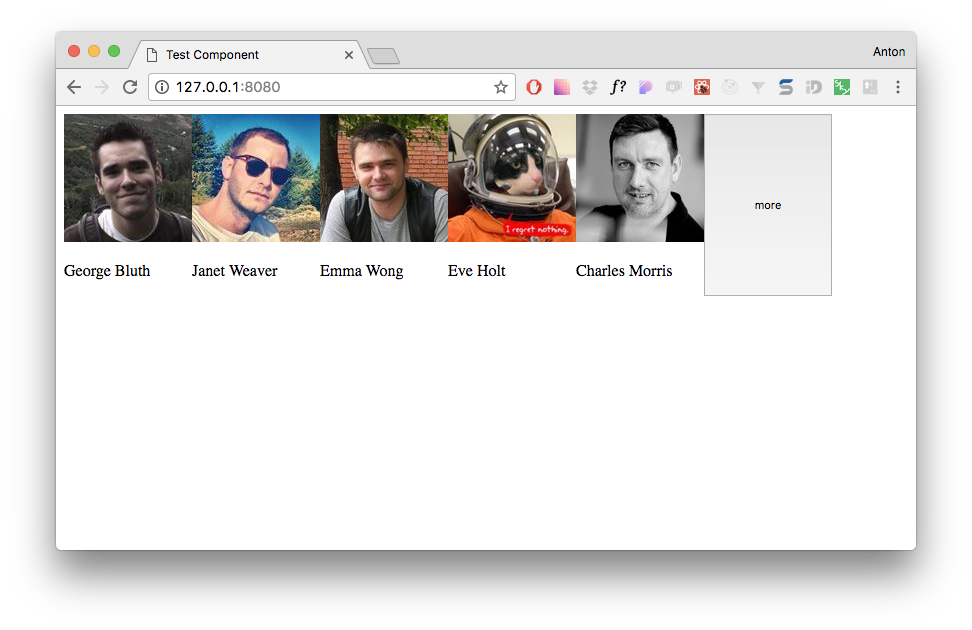 Test Component
Anton
127.0.0.1:8080
f?
iD
I regret nothing.
more
George Bluth
Janet Weaver
Emma Wong
Eve Holt
Charles Morris